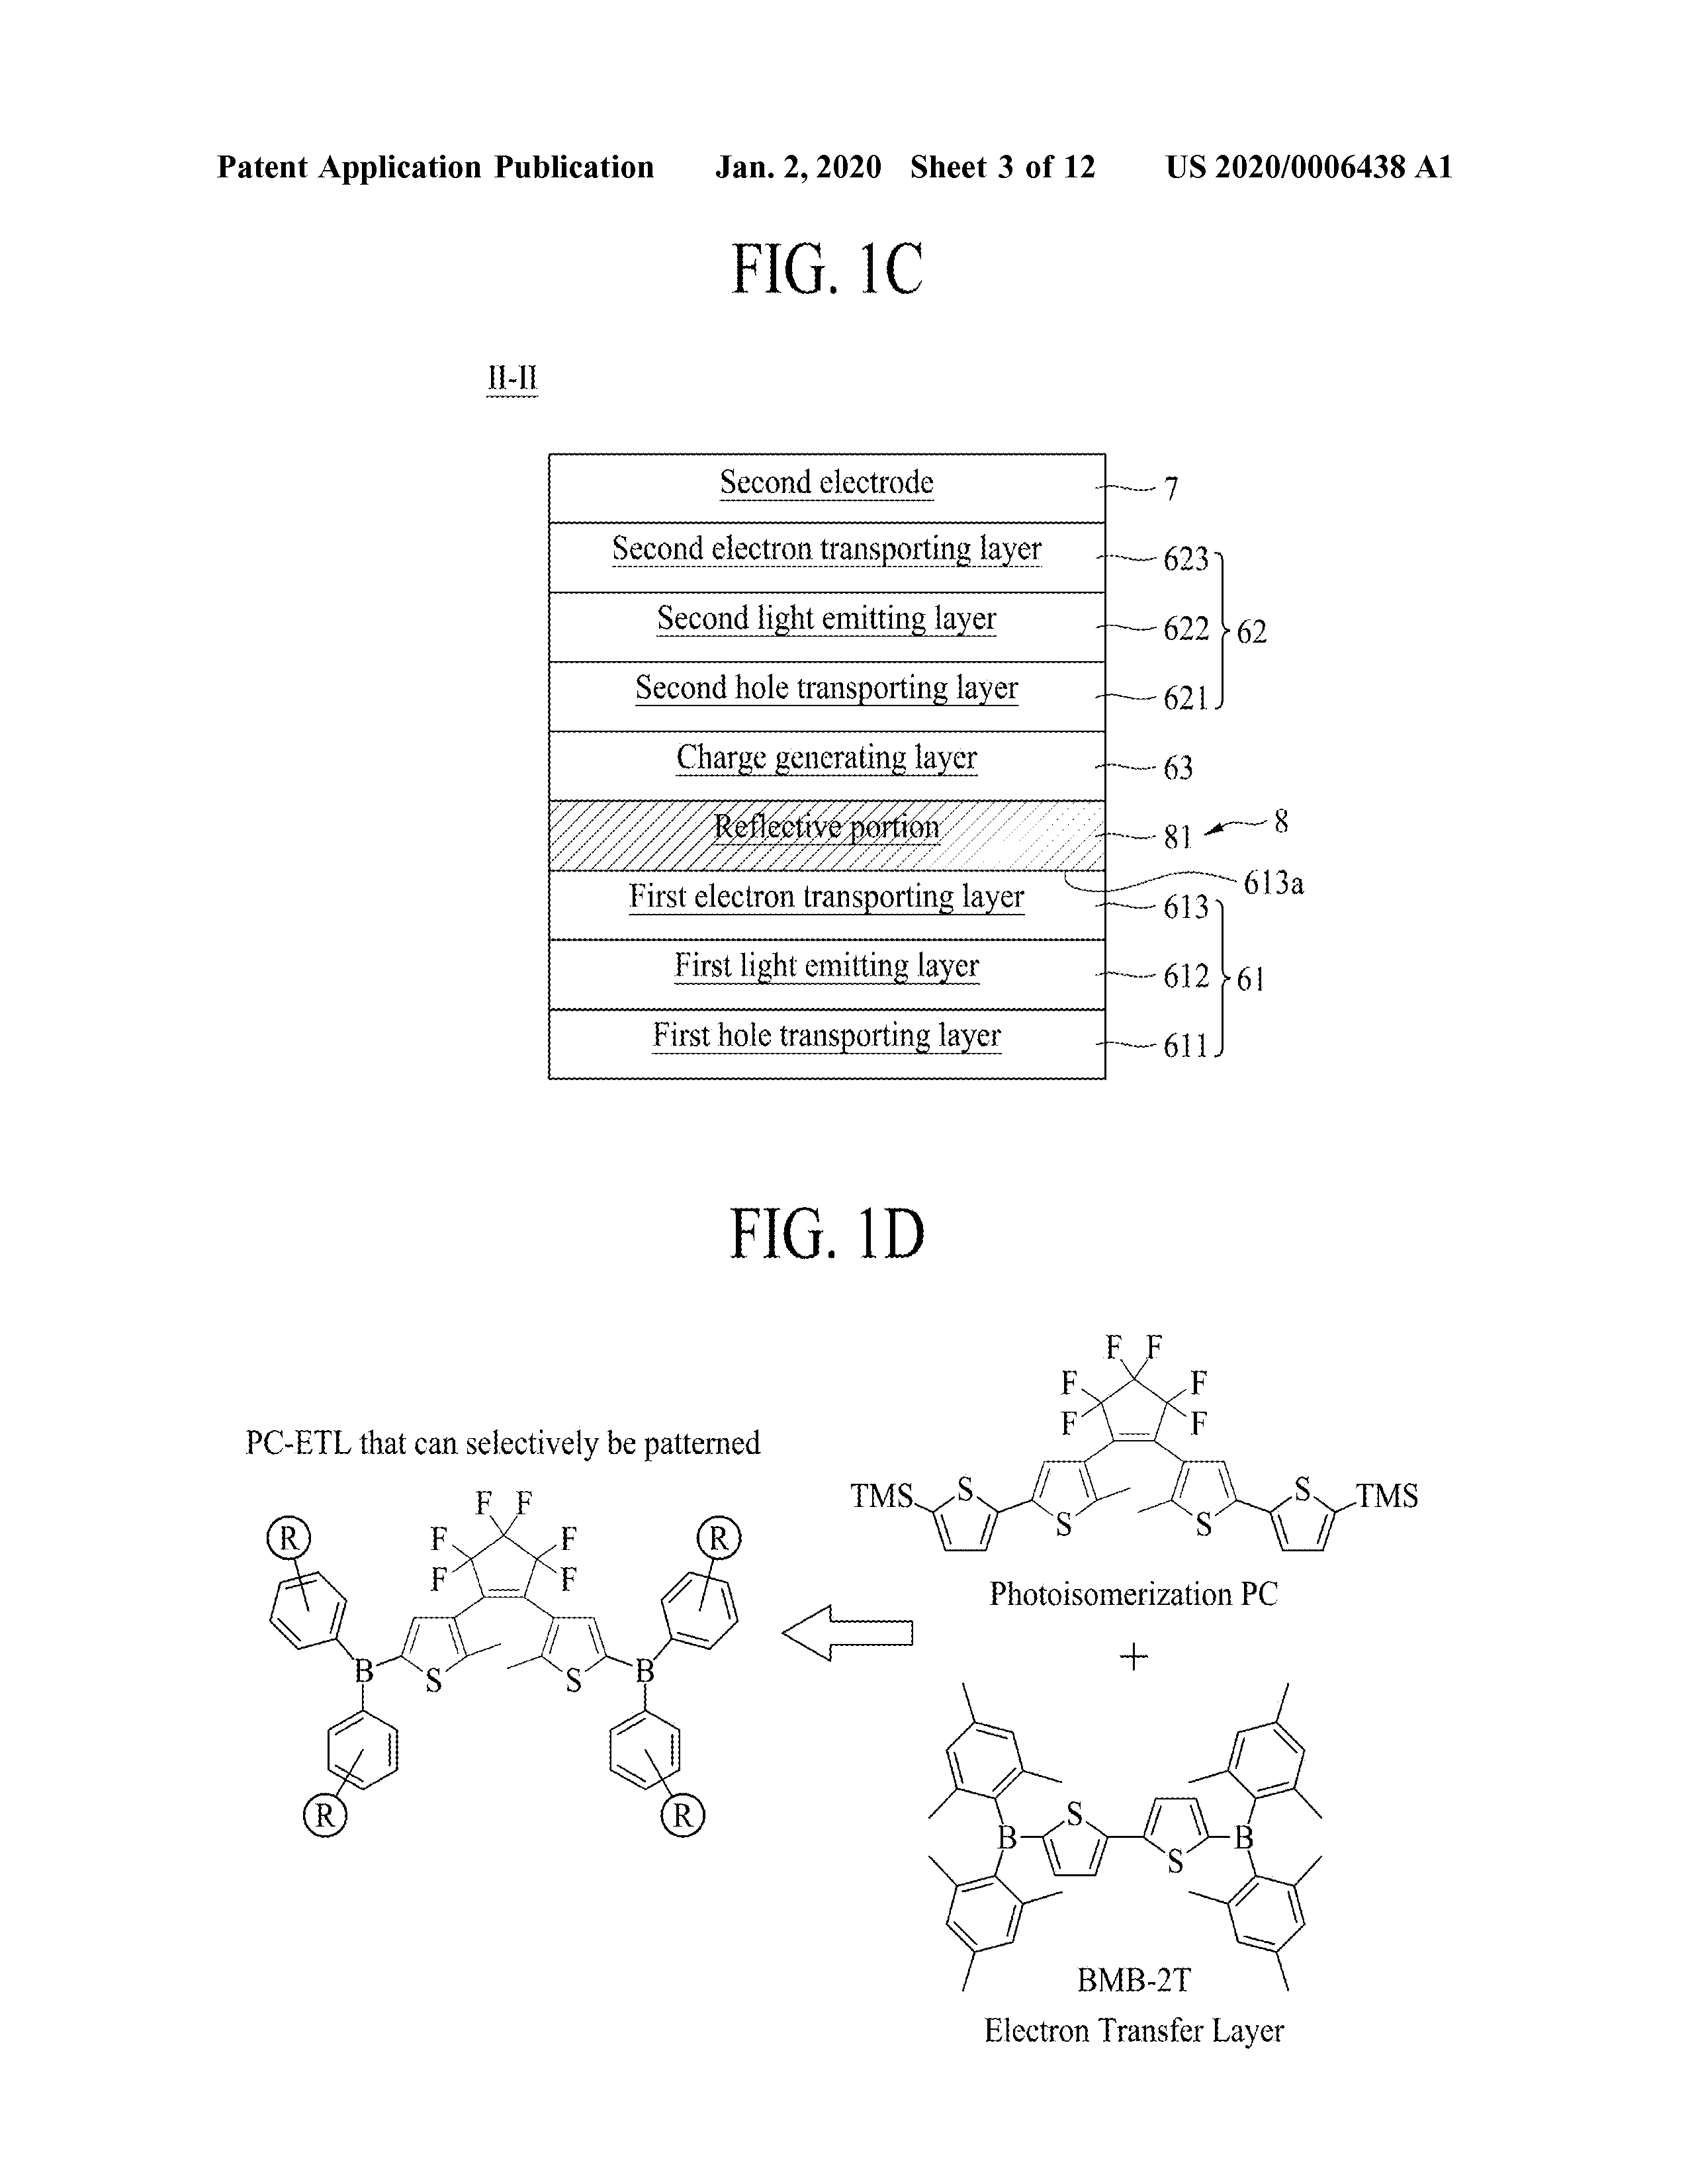 Patent Application Publication Jan. 2, 2020 Sheet 3 of 12 US 2020/0006438 A1
FIG. 1C
II-II
Second electrode 7
Second electron transporting layer 623
Second light emitting layer 622 62
Second hole transporting layer 621
Charge generating layer 63
Reflective portion 81 8
613a
First electron transporting layer 613
First light emitting layer 612 61
First hole transporting layer 611
FIG. 1D
PC-ETL that can selectively be patterned
F F
F F
F F
R R
B S S B
R R
F F
F F
F F
TMS S S S S TMS
Photoisomerization PC
+
B S S B
BMB-2T
Electron Transfer Layer